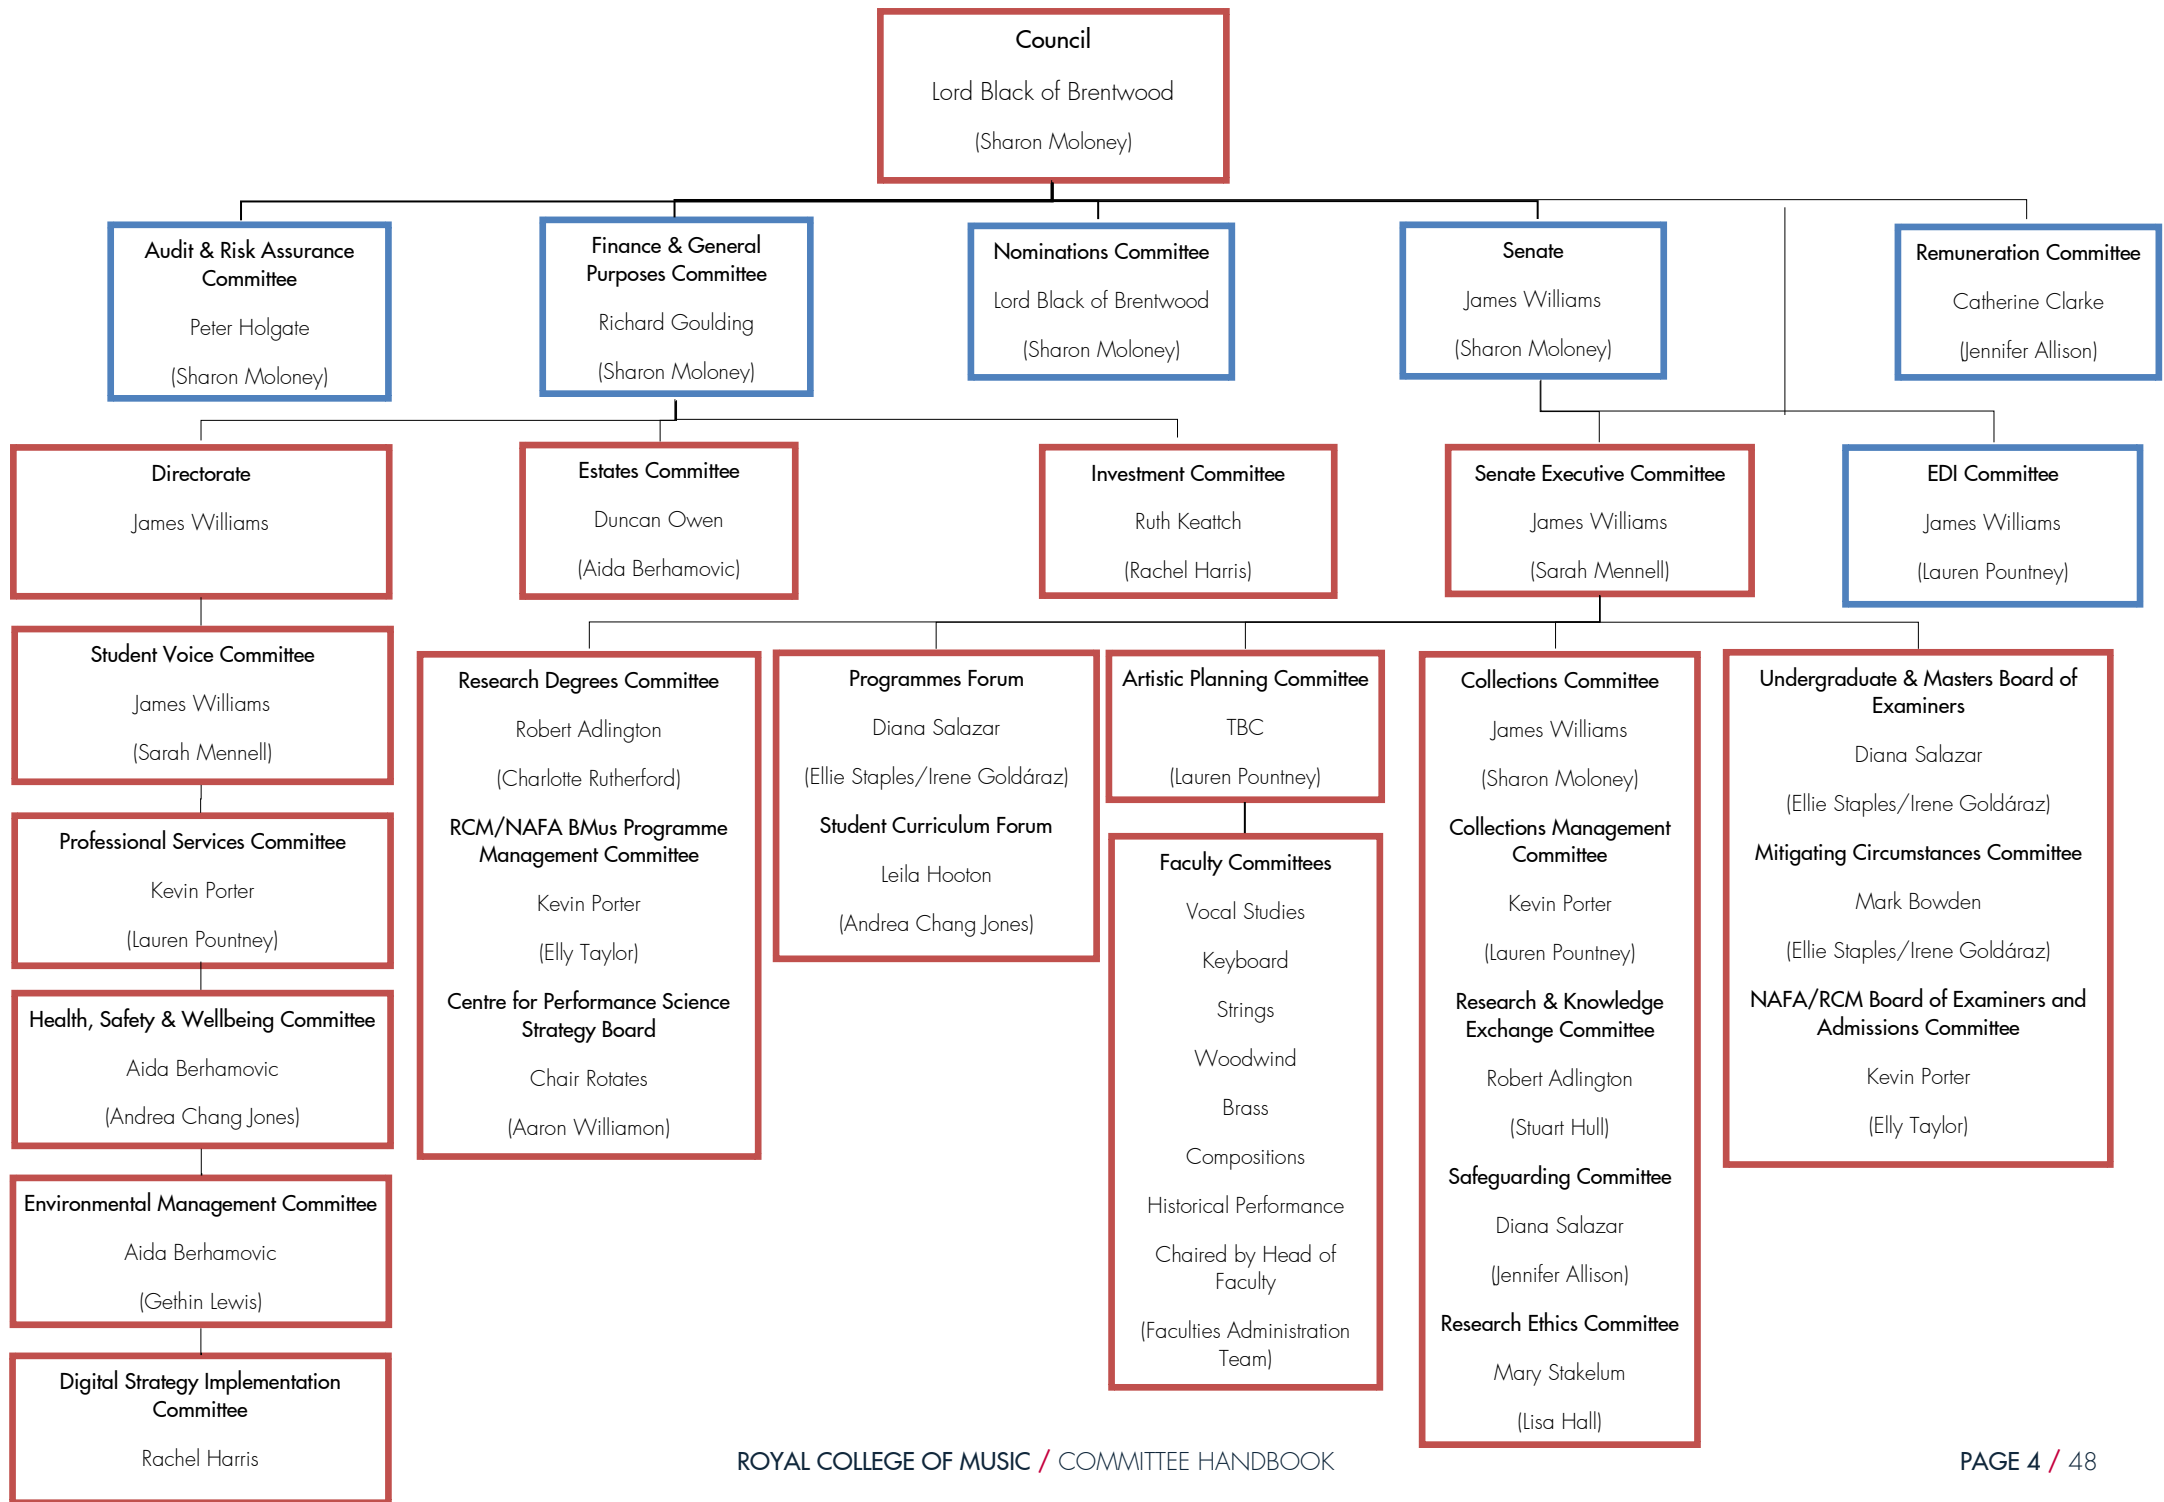 Council
Lord Black of Brentwood
(Sharon Moloney)
Audit & Risk Assurance
Committee
Peter Holgate
(Sharon Moloney)
Finance & General
Purposes Committee
Richard Goulding
(Sharon Moloney)
Nominations Committee
Lord Black of Brentwood
(Sharon Moloney)
Senate
James Williams
(Sharon Moloney)
Remuneration Committee
Catherine Clarke
(Jennifer Allison)
Directorate
James Williams
Estates Committee
Duncan Owen
(Aida Berhamovic)
Investment Committee
Ruth Keattch
(Rachel Harris)
Senate Executive Committee
James Williams
(Sarah Mennell)
EDI Committee
James Williams
(Lauren Pountney)
Student Voice Committee
James Williams
(Sarah Mennell)
Professional Services Committee
Kevin Porter
(Lauren Pountney)
Health, Safety & Wellbeing Committee
Aida Berhamovic
(Andrea Chang Jones)
Environmental Management Committee
Aida Berhamovic
(Gethin Lewis)
Digital Strategy Implementation
Committee
Rachel Harris
Research Degrees Committee
Robert Adlington
(Charlotte Rutherford)
RCM/NAFA BMus Programme
Management Committee
Kevin Porter
(Elly Taylor)
Centre for Performance Science
Strategy Board
Chair Rotates
(Aaron Williamon)
Programmes Forum
Diana Salazar
(Ellie Staples/Irene Goldáraz)
Student Curriculum Forum
Leila Hooton
(Andrea Chang Jones)
Artistic Planning Committee
TBC
(Lauren Pountney)
Faculty Committees
Vocal Studies
Keyboard
Strings
Woodwind
Brass
Compositions
Historical Performance
Chaired by Head of
Faculty
(Faculties Administration
Team)
Collections Committee
James Williams
(Sharon Moloney)
Collections Management
Committee
Kevin Porter
(Lauren Pountney)
Research & Knowledge
Exchange Committee
Robert Adlington
(Stuart Hull)
Safeguarding Committee
Diana Salazar
(Jennifer Allison)
Research Ethics Committee
Mary Stakelum
(Lisa Hall)
Undergraduate & Masters Board of
Examiners
Diana Salazar
(Ellie Staples/Irene Goldáraz)
Mitigating Circumstances Committee
Mark Bowden
(Ellie Staples/Irene Goldáraz)
NAFA/RCM Board of Examiners and
Admissions Committee
Kevin Porter
(Elly Taylor)
ROYAL COLLEGE OF MUSIC / COMMITTEE HANDBOOK
PAGE 4 / 48